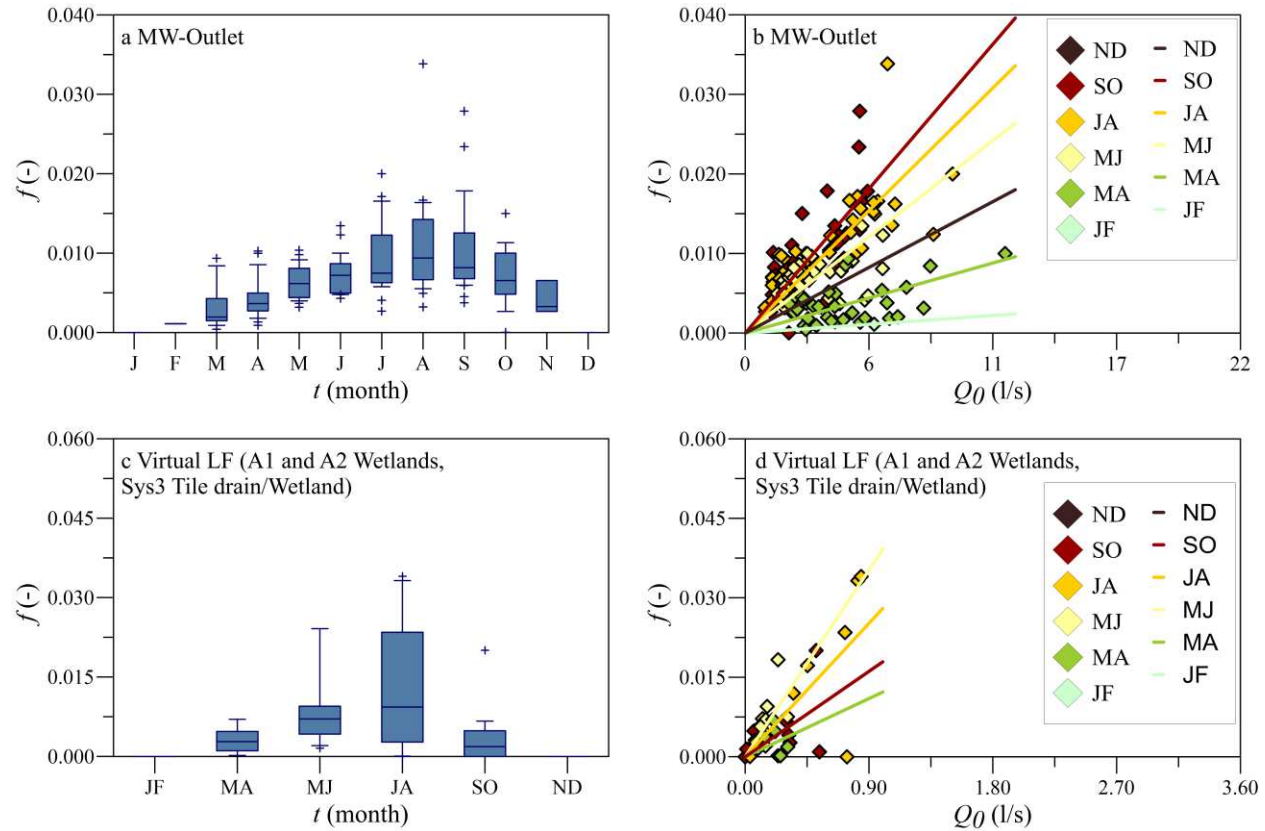 0.040
0.030
0.020
0.010
0.000
f (-)
a MW-Outlet
J F M A M J J A S O N D
t (month)
0.040
0.030
0.020
0.010
0.000
f (-)
b MW-Outlet
ND ND
SO SO
JA JA
MJ MJ
MA MA
JF JF
0 6 11 17 22
Q0 (l/s)
0.060
0.045
0.030
0.015
0.000
f (-)
c Virtual LF (A1 and A2 Wetlands,
Sys3 Tile drain/Wetland)
JF MA MJ JA SO ND
t (month)
0.060
0.045
0.030
0.015
0.000
f (-)
d Virtual LF (A1 and A2 Wetlands,
Sys3 Tile drain/Wetland)
ND ND
SO SO
JA JA
MJ MJ
MA MA
JF JF
0.00 0.90 1.80 2.70 3.60
Q0 (l/s)